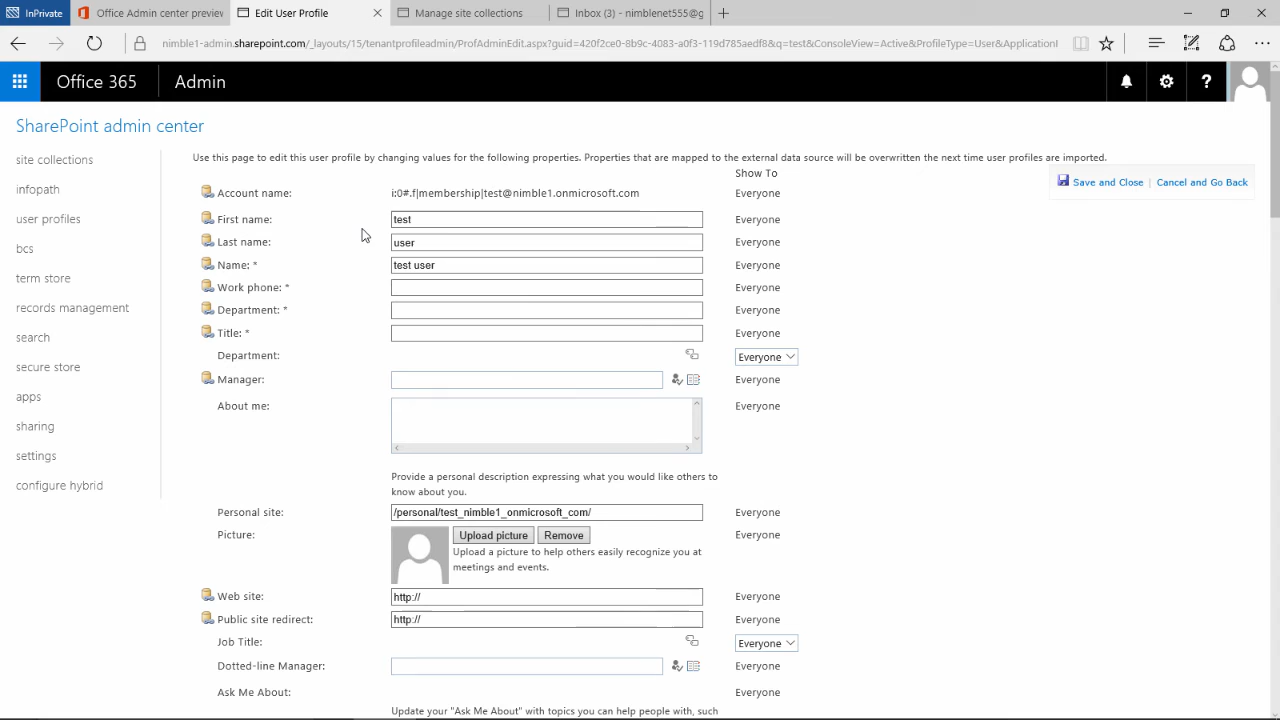 InPrivate
Office 365 Admin center
Edit User Profile
Manage site collections
Inbox (3) - nimblenet555@g
nimble1-admin.sharepoint.com/_layouts/15/tenantprofileadmin/ProfAdminEdit.aspx?guid=420f2ce0-8b9c-4083-a0f3-119d785aedf8&q=test&ConsoleView=Active&ProfileType=User&ApplicationI
Office 365
Admin
?
SharePoint admin center
site collections
infopath
user profiles
bcs
term store
records management
search
secure store
apps
sharing
settings
configure hybrid
Use this page to edit this user profile by changing values for the following properties. Properties that are mapped to the external data source will be overwritten the next time user profiles are imported.
Save and Close | Cancel and Go Back
Show To
Account name: i:0#.f|membership|test@nimble1.onmicrosoft.com Everyone
First name: test Everyone
Last name: user Everyone
Name: * test user Everyone
Work phone: * Everyone
Department: * Everyone
Title: * Everyone
Department: Everyone
Manager: Everyone
About me: Everyone
Provide a personal description expressing what you would like others to
know about you.
Personal site: /personal/test_nimble1_onmicrosoft_com/ Everyone
Picture: Upload picture Remove Everyone
Upload a picture to help others easily recognize you at
meetings and events.
Web site: http:// Everyone
Public site redirect: http:// Everyone
Job Title: Everyone
Dotted-line Manager: Everyone
Ask Me About: Everyone
Update your "Ask Me About" with topics you can help people with, such